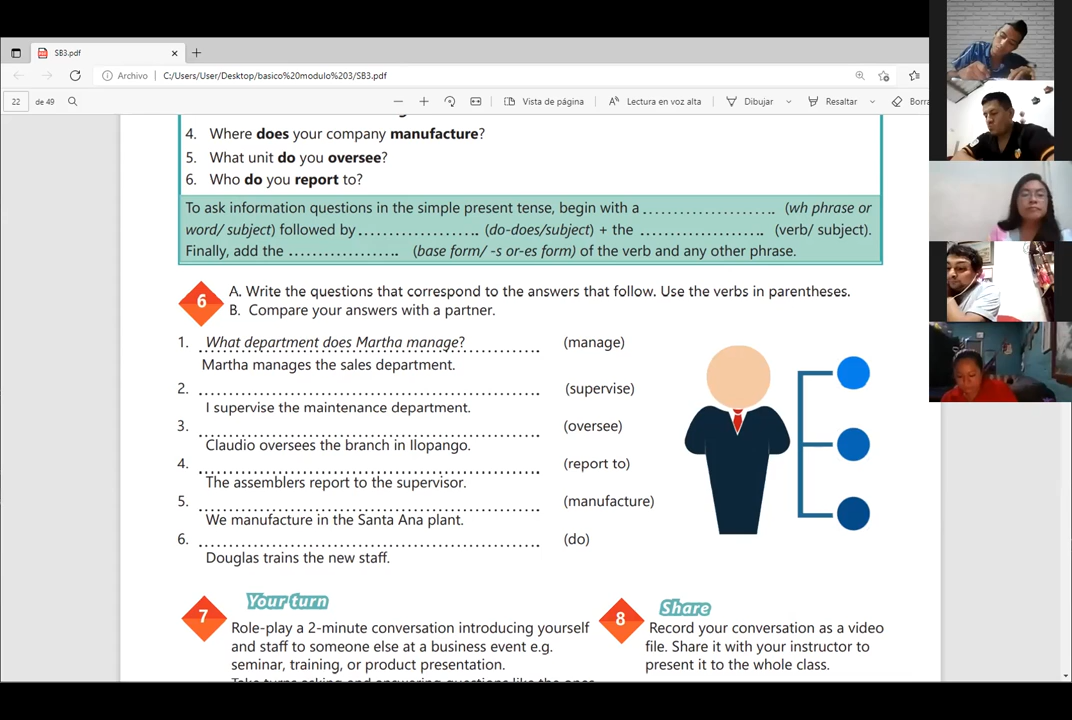 SB3.pdf
Archivo C:/Users/User/Desktop/basico%20modulo%203/SB3.pdf
22 de 49 Vista de página Lectura en voz alta Dibujar Resaltar Borra
4. Where does your company manufacture?
5. What unit do you oversee?
6. Who do you report to?
To ask information questions in the simple present tense, begin with a ........................ (wh phrase or
word/ subject) followed by ...................... (do-does/subject) + the ...................... (verb/ subject).
Finally, add the .................... (base form/ -s or-es form) of the verb and any other phrase.
6 A. Write the questions that correspond to the answers that follow. Use the verbs in parentheses.
B. Compare your answers with a partner.
1. What department does Martha manage? (manage)
Martha manages the sales department.
2. (supervise)
I supervise the maintenance department.
3. (oversee)
Claudio oversees the branch in Ilopango.
4. (report to)
The assemblers report to the supervisor.
5. (manufacture)
We manufacture in the Santa Ana plant.
6. (do)
Douglas trains the new staff.
7 Your turn
Role-play a 2-minute conversation introducing yourself
and staff to someone else at a business event e.g.
seminar, training, or product presentation.
Take turns asking and answering questions like the ones
8 Share
Record your conversation as a video
file. Share it with your instructor to
present it to the whole class.